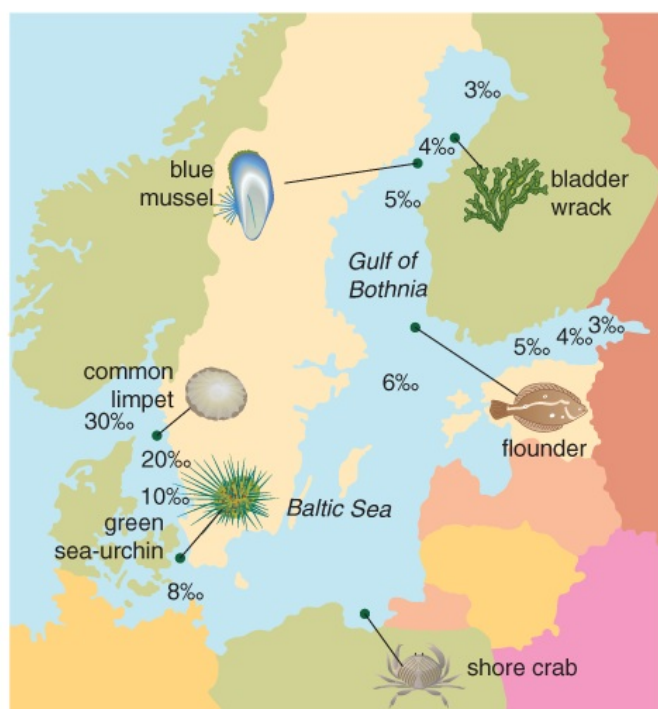 3‰
4‰
blue
mussel
bladder
wrack
5‰
Gulf of
Bothnia
3‰
4‰
5‰
common
limpet
6‰
30‰
flounder
20‰
10‰
Baltic Sea
green
sea-urchin
8‰
shore crab